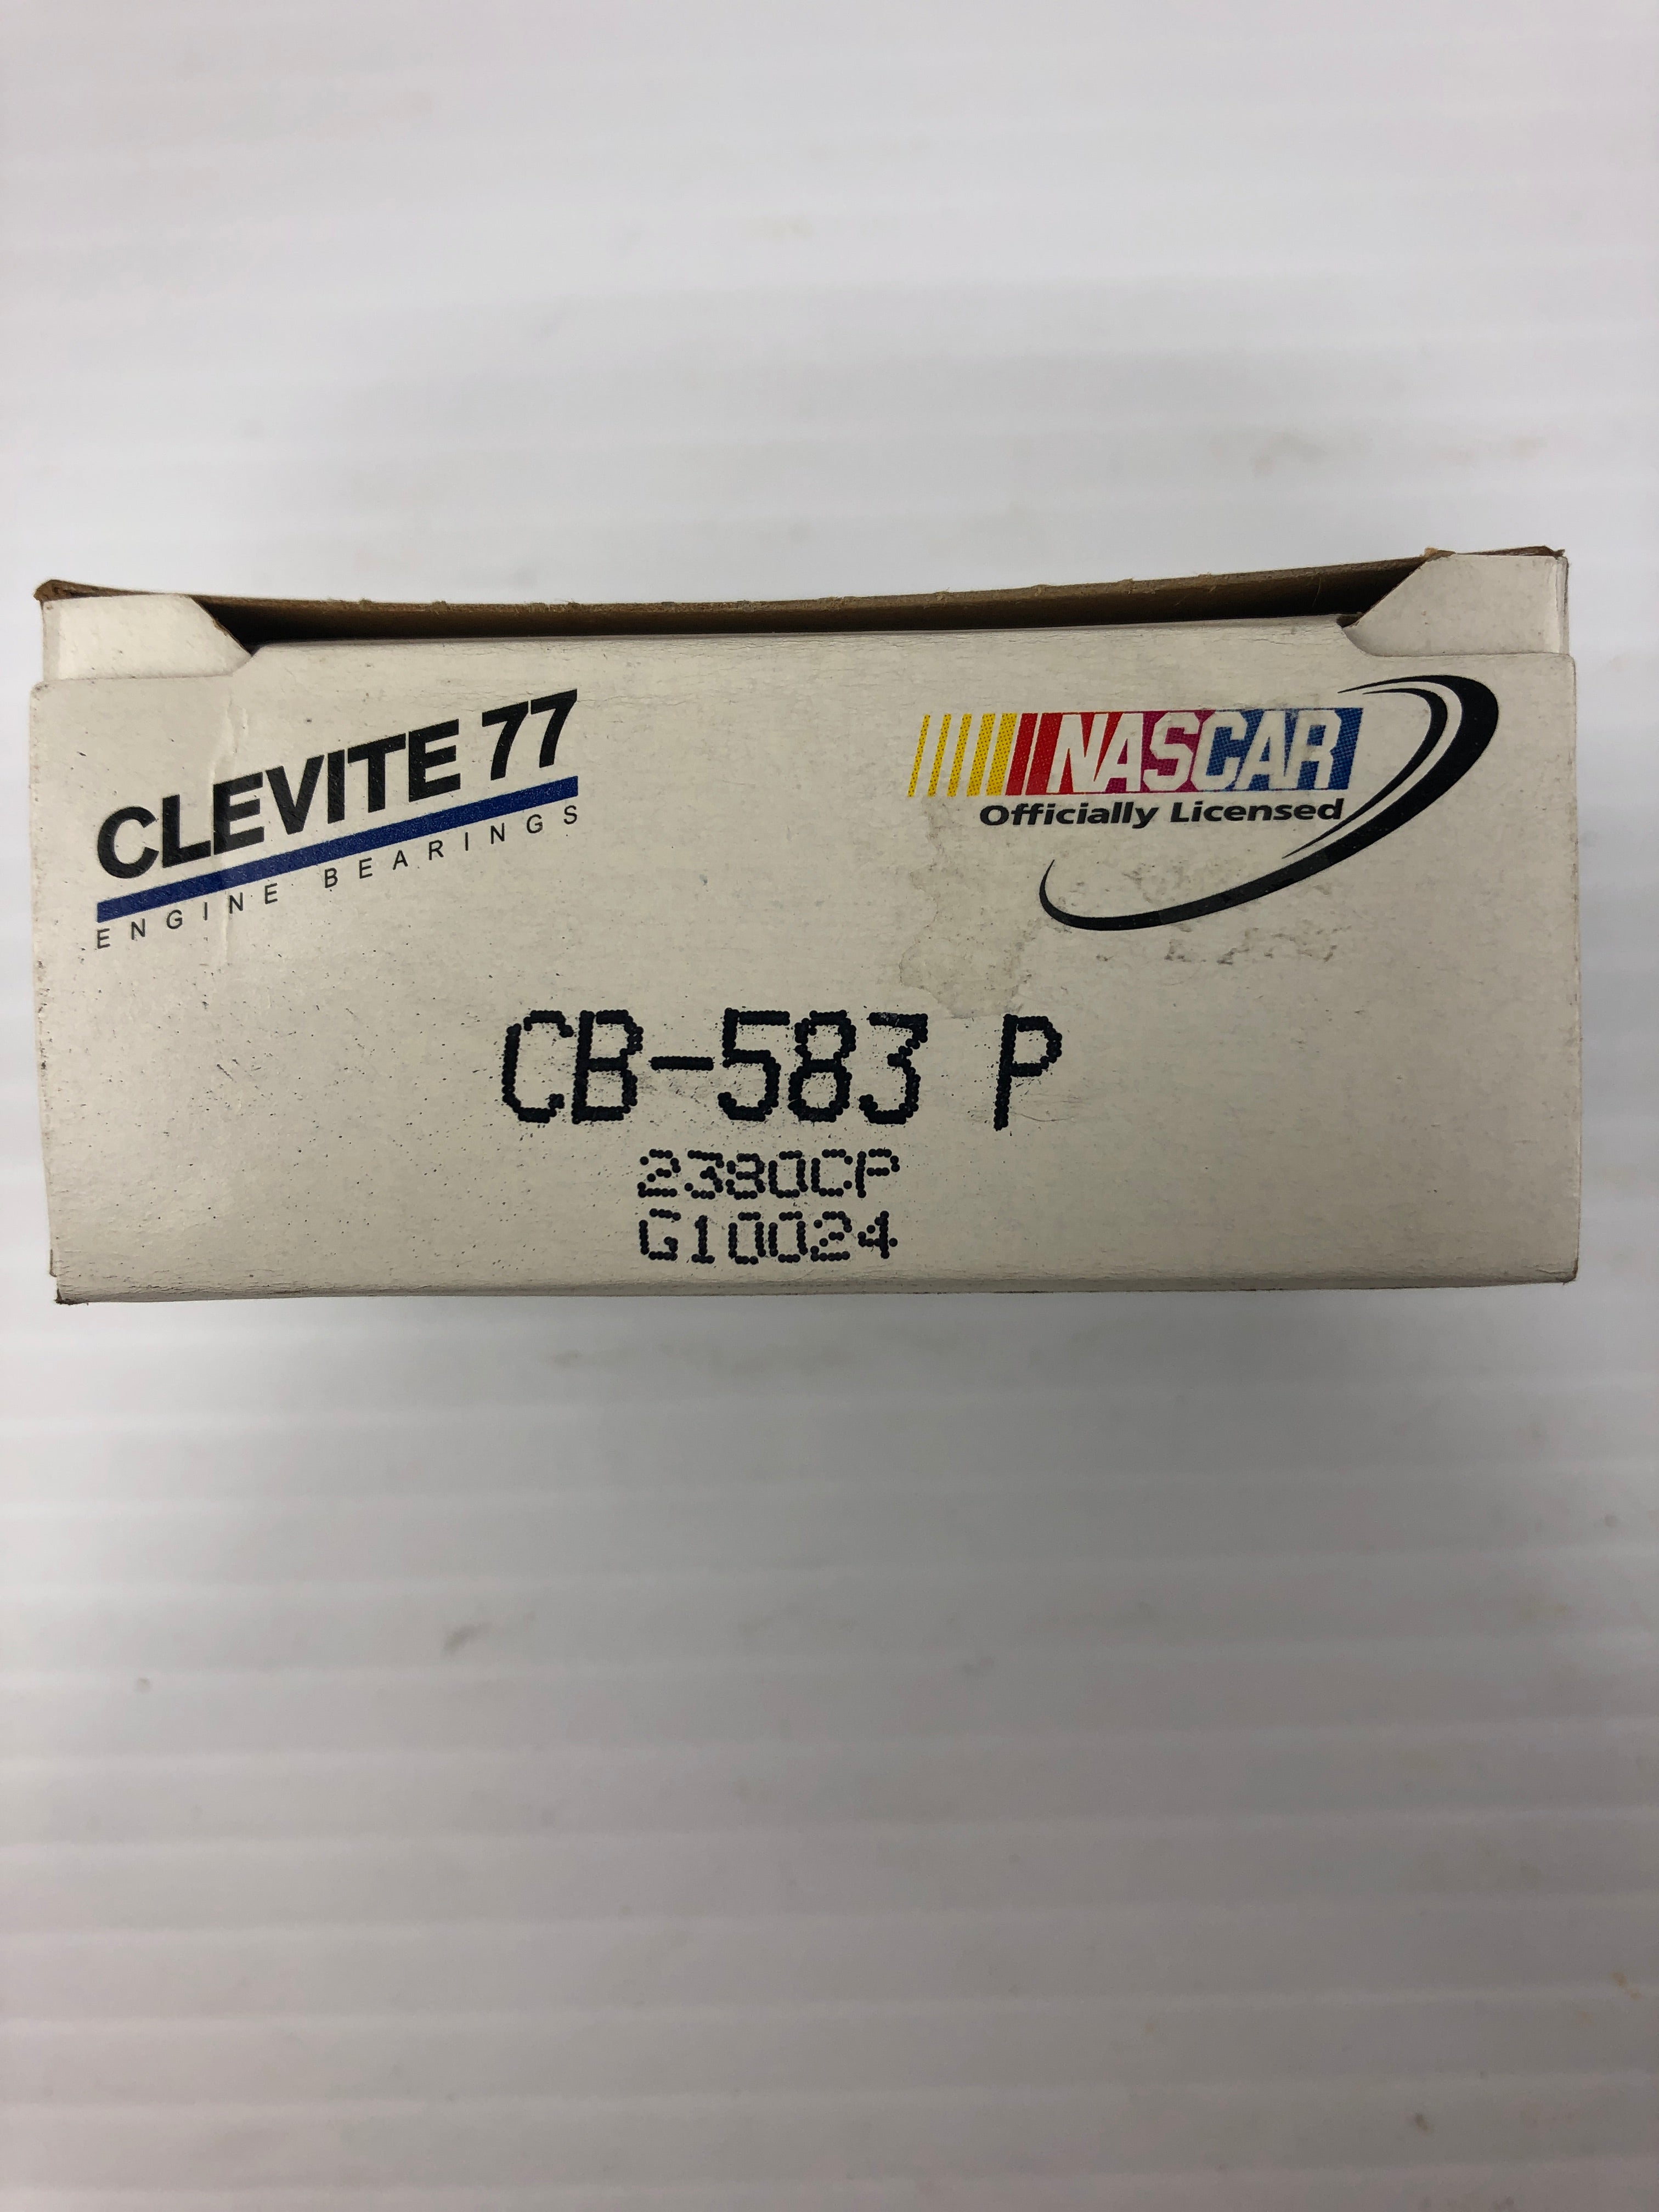 CLEVITE 77
ENGINE BEARINGS
NASCAR
Officially Licensed
CB-583 P
2380CP
G10024